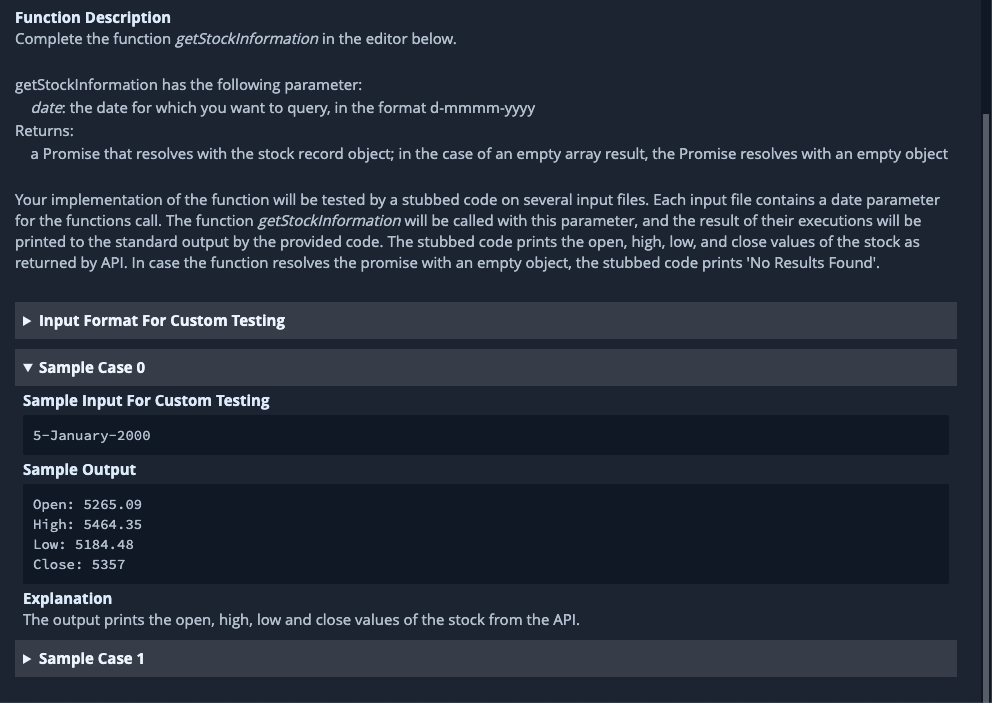 Function Description
Complete the function getStockInformation in the editor below.
getStockInformation has the following parameter:
date: the date for which you want to query, in the format d-mmmm-yyyy
Returns:
a Promise that resolves with the stock record object; in the case of an empty array result, the Promise resolves with an empty object
Your implementation of the function will be tested by a stubbed code on several input files. Each input file contains a date parameter
for the functions call. The function getStockInformation will be called with this parameter, and the result of their executions will be
printed to the standard output by the provided code. The stubbed code prints the open, high, low, and close values of the stock as
returned by API. In case the function resolves the promise with an empty object, the stubbed code prints 'No Results Found'.
Input Format For Custom Testing
Sample Case 0
Sample Input For Custom Testing
5-January-2000
Sample Output
Open: 5265.09
High: 5464.35
Low: 5184.48
Close: 5357
Explanation
The output prints the open, high, low and close values of the stock from the API.
Sample Case 1